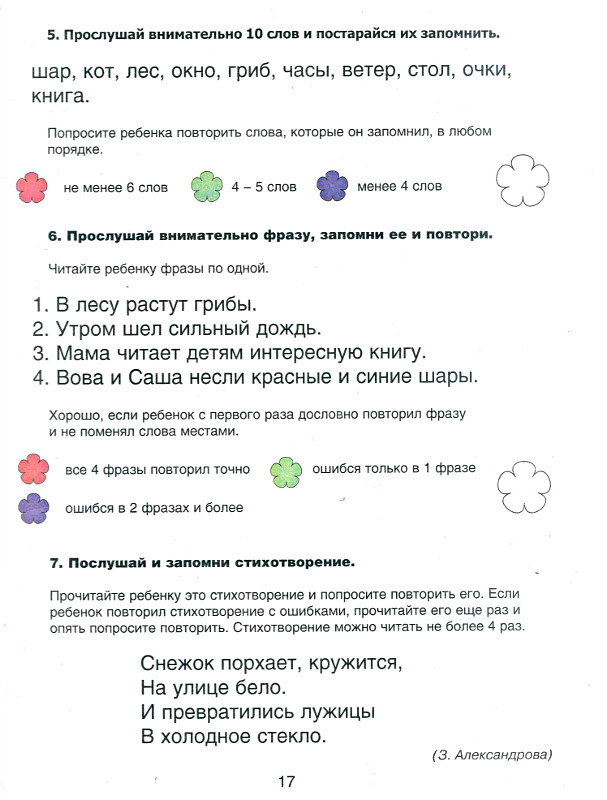 5. Прослушай внимательно 10 слов и постарайся их запомнить.
шар, кот, лес, окно, гриб, часы, ветер, стол, очки,
книга.
Попросите ребенка повторить слова, которые он запомнил, в любом
порядке.
не менее 6 слов 4 – 5 слов менее 4 слов
6. Прослушай внимательно фразу, запомни ее и повтори.
Читайте ребенку фразы по одной.
1. В лесу растут грибы.
2. Утром шел сильный дождь.
3. Мама читает детям интересную книгу.
4. Вова и Саша несли красные и синие шары.
Хорошо, если ребенок с первого раза дословно повторил фразу
и не поменял слова местами.
все 4 фразы повторил точно ошибся только в 1 фразе
ошибся в 2 фразах и более
7. Послушай и запомни стихотворение.
Прочитайте ребенку это стихотворение и попросите повторить его. Если
ребенок повторил стихотворение с ошибками, прочитайте его еще раз и
опять попросите повторить. Стихотворение можно читать не более 4 раз.
Снежок порхает, кружится,
На улице бело.
И превратились лужицы
В холодное стекло.
(З. Александрова)
17